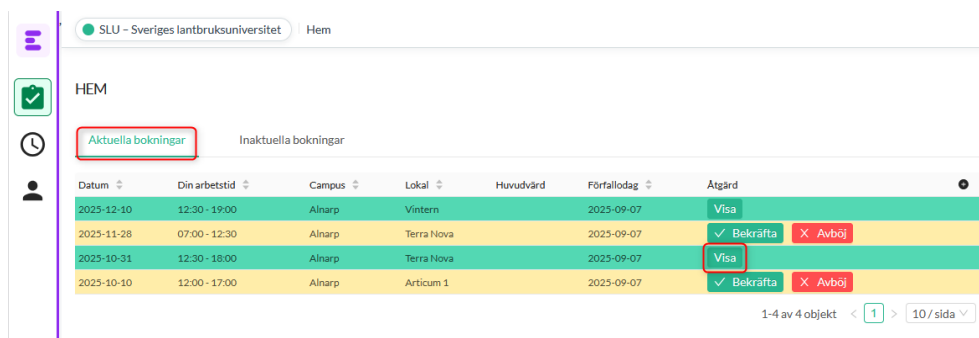 SLU – Sveriges lantbruksuniversitet Hem
HEM
Aktuella bokningar Inaktuella bokningar
Datum Din arbetstid Campus Lokal Huvudvärd Förfallodag Åtgärd
2025-12-10 12:30 - 19:00 Alnarp Vintern 2025-09-07 Visa
2025-11-28 07:00 - 12:30 Alnarp Terra Nova 2025-09-07 Bekräfta X Avböj
2025-10-31 12:30 - 18:00 Alnarp Terra Nova 2025-09-07 Visa
2025-10-10 12:00 - 17:00 Alnarp Articum 1 2025-09-07 Bekräfta X Avböj
1-4 av 4 objekt < 1 > 10 / sida